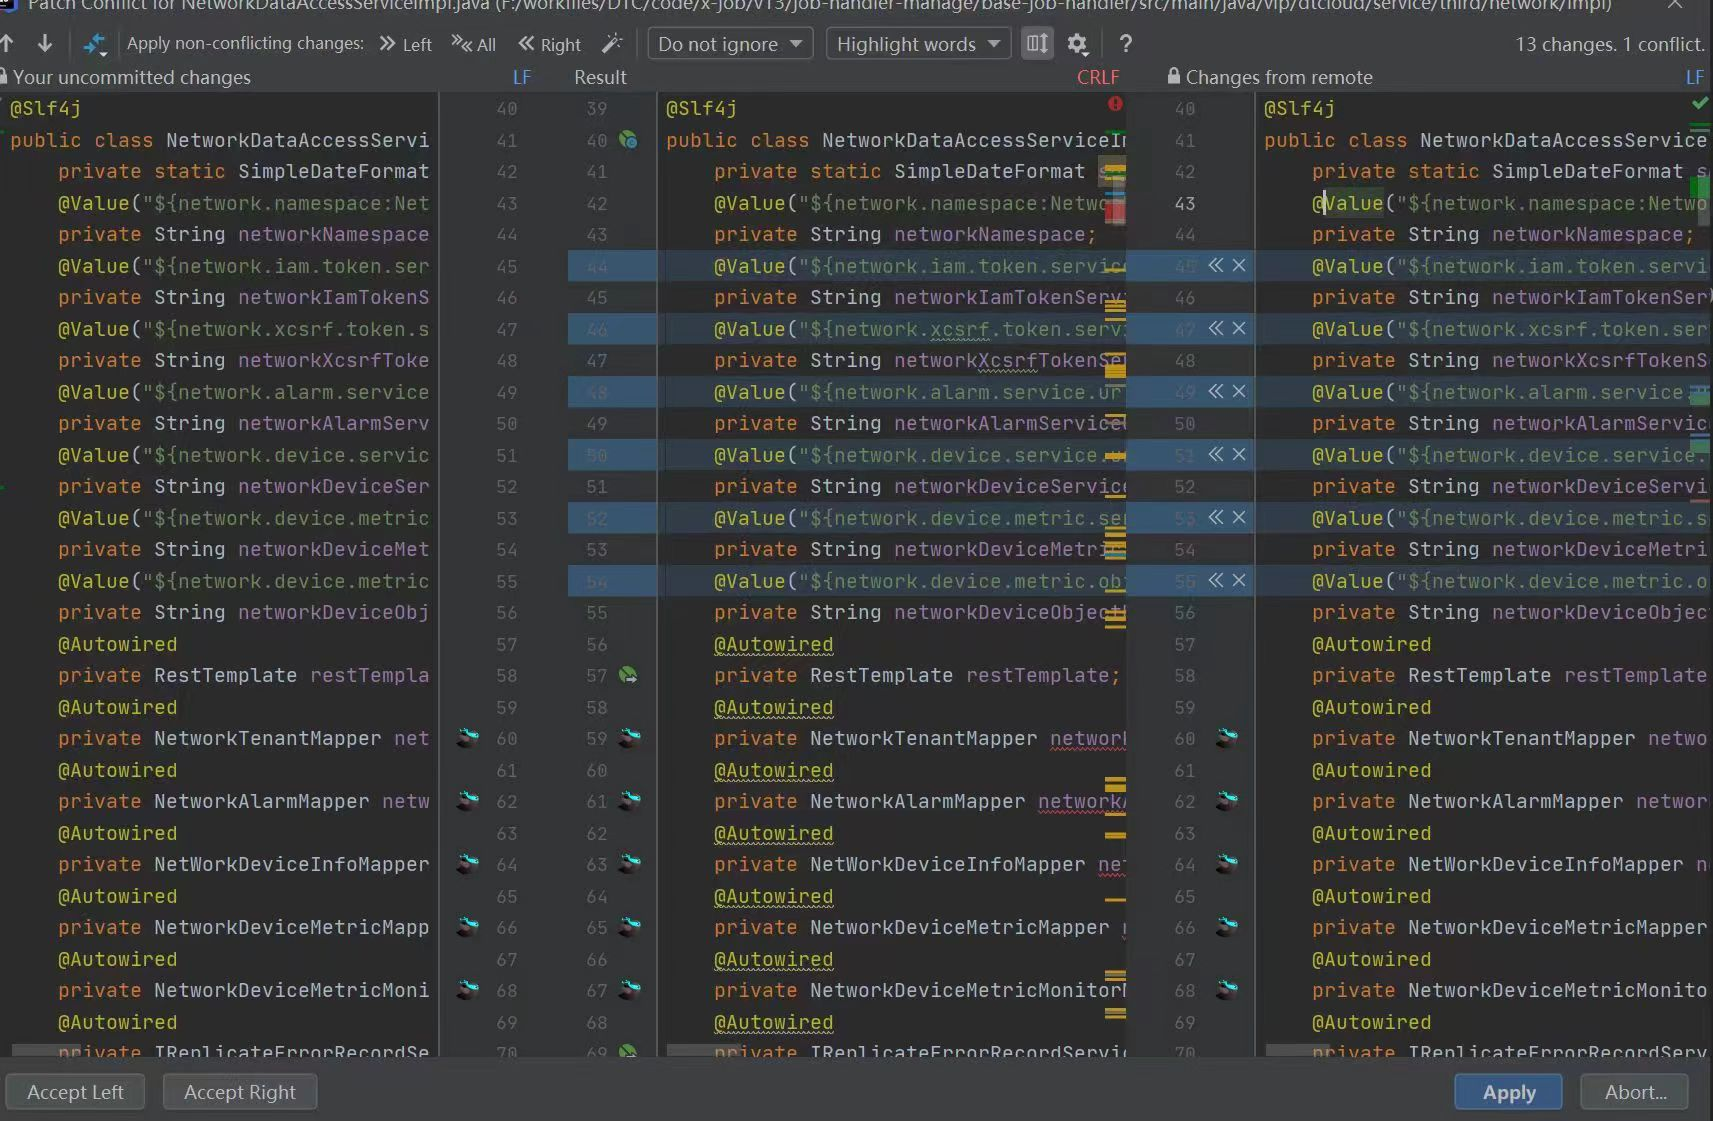 Patch Conflict for NetworkDataAccessServiceImpl.java (F:/workfiles/DTC/code/x-job/v13/job-handler-manage/base-job-handler/src/main/java/vip/dtcloud/service/third/network/impl)
Apply non-conflicting changes: Left All Right Do not ignore Highlight words ? 13 changes. 1 conflict.
Your uncommitted changes LF Result CRLF Changes from remote LF
@Slf4j 40 39 @Slf4j 40 @Slf4j
public class NetworkDataAccessServi 41 40 public class NetworkDataAccessServiceI 41 public class NetworkDataAccessService
private static SimpleDateFormat 42 41 private static SimpleDateFormat 42 private static SimpleDateFormat s
@Value("${network.namespace:Net 43 42 @Value("${network.namespace:Netwo 43 @Value("${network.namespace:Netwo
private String networkNamespace 44 43 private String networkNamespace; 44 private String networkNamespace;
@Value("${network.iam.token.ser 45 44 @Value("${network.iam.token.servic 45 @Value("${network.iam.token.servi
private String networkIamTokenS 46 45 private String networkIamTokenServ 46 private String networkIamTokenSer
@Value("${network.xcsrf.token.s 47 46 @Value("${network.xcsrf.token.serv 47 @Value("${network.xcsrf.token.ser
private String networkXcsrfToke 48 47 private String networkXcsrfTokenSe 48 private String networkXcsrfTokenS
@Value("${network.alarm.service 49 48 @Value("${network.alarm.service.ur 49 @Value("${network.alarm.service.
private String networkAlarmServ 50 49 private String networkAlarmService 50 private String networkAlarmServic
@Value("${network.device.servic 51 50 @Value("${network.device.service.u 51 @Value("${network.device.service.
private String networkDeviceSer 52 51 private String networkDeviceService 52 private String networkDeviceServi
@Value("${network.device.metric 53 52 @Value("${network.device.metric.se 53 @Value("${network.device.metric.s
private String networkDeviceMet 54 53 private String networkDeviceMetric 54 private String networkDeviceMetri
@Value("${network.device.metric 55 54 @Value("${network.device.metric.ob 55 @Value("${network.device.metric.o
private String networkDeviceObj 56 55 private String networkDeviceObject 56 private String networkDeviceObjec
@Autowired 57 56 @Autowired 57 @Autowired
private RestTemplate restTempla 58 57 private RestTemplate restTemplate; 58 private RestTemplate restTemplate
@Autowired 59 58 @Autowired 59 @Autowired
private NetworkTenantMapper net 60 59 private NetworkTenantMapper network 60 private NetworkTenantMapper netwo
@Autowired 61 60 @Autowired 61 @Autowired
private NetworkAlarmMapper netw 62 61 private NetworkAlarmMapper networkA 62 private NetworkAlarmMapper networ
@Autowired 63 62 @Autowired 63 @Autowired
private NetWorkDeviceInfoMapper 64 63 private NetWorkDeviceInfoMapper net 64 private NetWorkDeviceInfoMapper n
@Autowired 65 64 @Autowired 65 @Autowired
private NetworkDeviceMetricMapp 66 65 private NetworkDeviceMetricMapper 66 private NetworkDeviceMetricMapper
@Autowired 67 66 @Autowired 67 @Autowired
private NetworkDeviceMetricMoni 68 67 private NetworkDeviceMetricMonitorM 68 private NetworkDeviceMetricMonito
@Autowired 69 68 @Autowired 69 @Autowired
private IReplicateErrorRecordSe 70 69 private IReplicateErrorRecordServi 70 private IReplicateErrorRecordServ
Accept Left Accept Right Apply Abort...